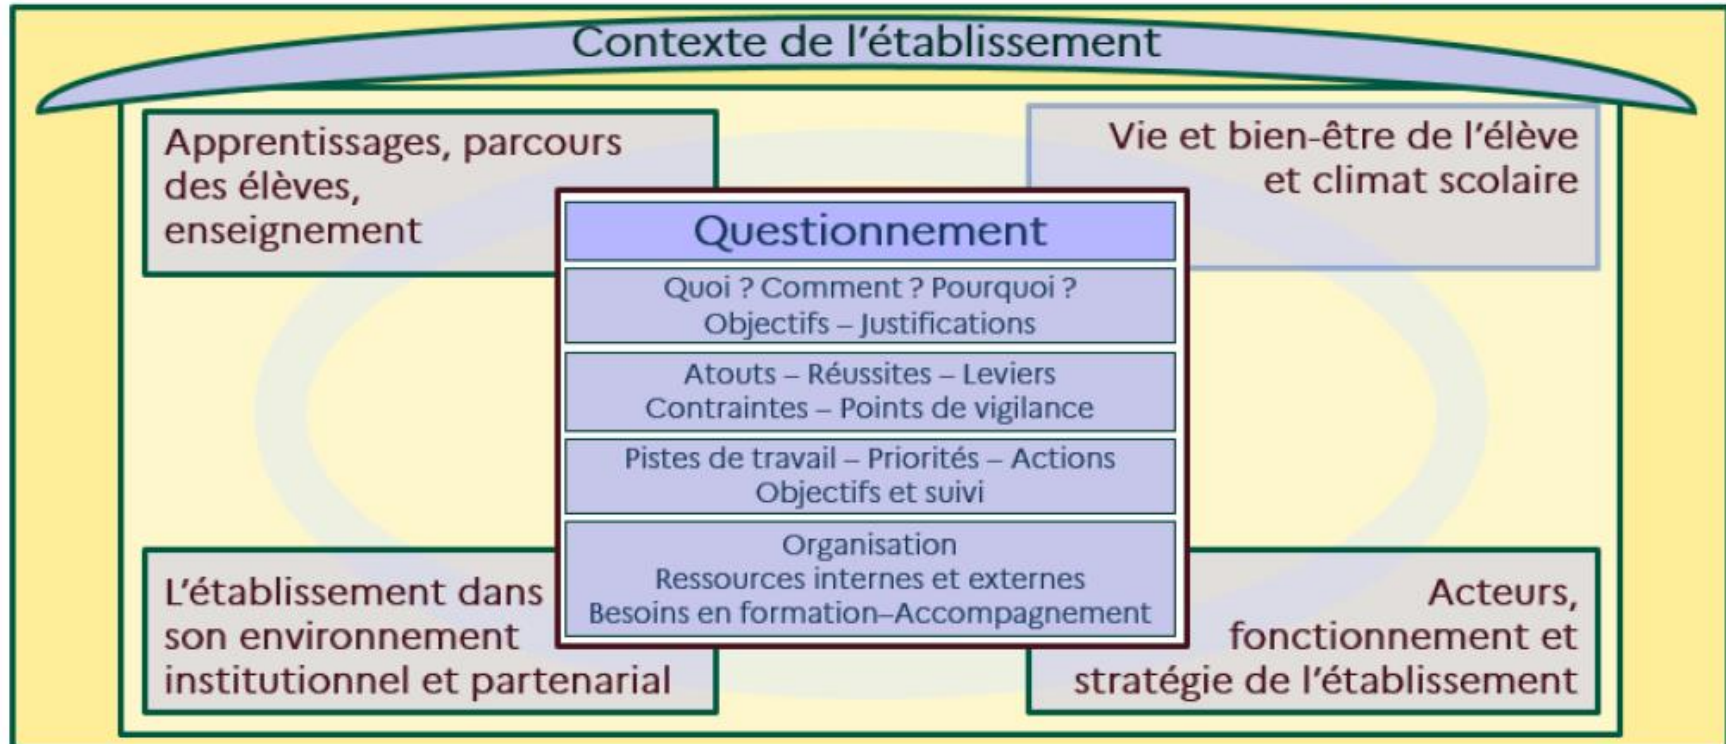 Contexte de l'établissement
Apprentissages, parcours
des élèves,
enseignement
Vie et bien-être de l'élève
et climat scolaire
Questionnement
Quoi ? Comment ? Pourquoi ?
Objectifs – Justifications
Atouts – Réussites – Leviers
Contraintes – Points de vigilance
Pistes de travail – Priorités – Actions
Objectifs et suivi
Organisation
Ressources internes et externes
Besoins en formation–Accompagnement
L'établissement dans
son environnement
institutionnel et partenarial
Acteurs,
fonctionnement et
stratégie de l'établissement